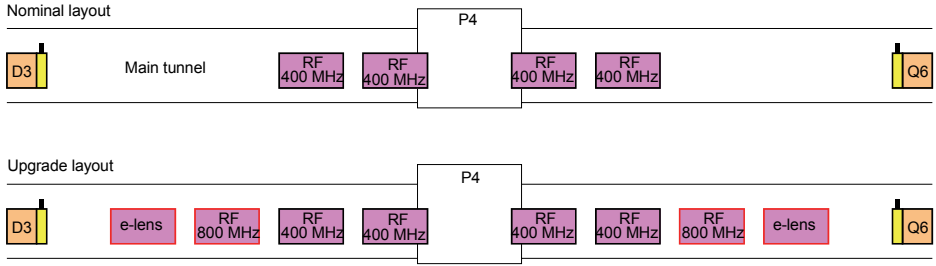 Nominal layout
P4
D3
Main tunnel
RF
400 MHz
RF
400 MHz
RF
400 MHz
RF
400 MHz
Q6
Upgrade layout
P4
D3
e-lens
RF
800 MHz
RF
400 MHz
RF
400 MHz
RF
400 MHz
RF
400 MHz
RF
800 MHz
e-lens
Q6